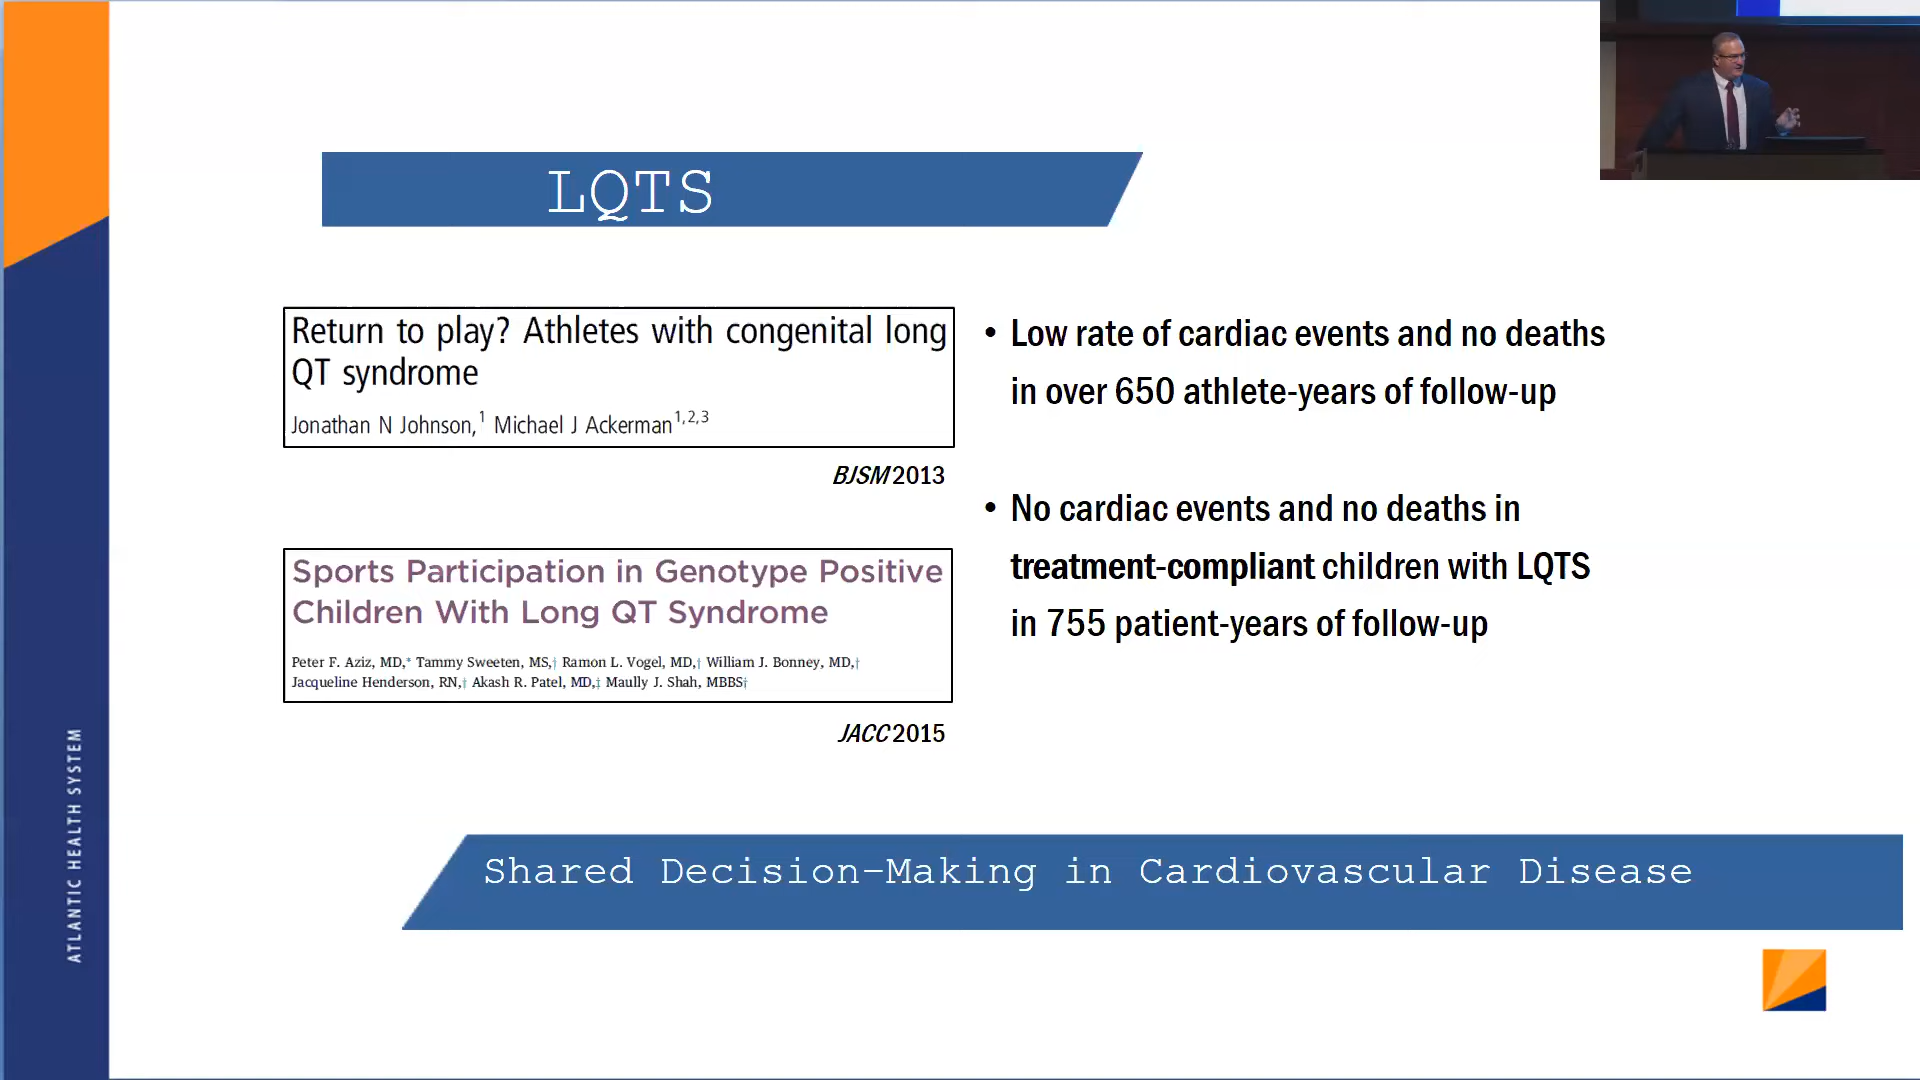 LQTS
Return to play? Athletes with congenital long
QT syndrome
Jonathan N Johnson,1 Michael J Ackerman1,2,3
BJSM 2013
Sports Participation in Genotype Positive
Children With Long QT Syndrome
Peter F. Aziz, MD,* Tammy Sweeten, MS,† Ramon L. Vogel, MD,† William J. Bonney, MD,†
Jacqueline Henderson, RN,† Akash R. Patel, MD,‡ Maully J. Shah, MBBS†
JACC 2015
• Low rate of cardiac events and no deaths
in over 650 athlete-years of follow-up
• No cardiac events and no deaths in
treatment-compliant children with LQTS
in 755 patient-years of follow-up
Shared Decision-Making in Cardiovascular Disease
ATLANTIC HEALTH SYSTEM